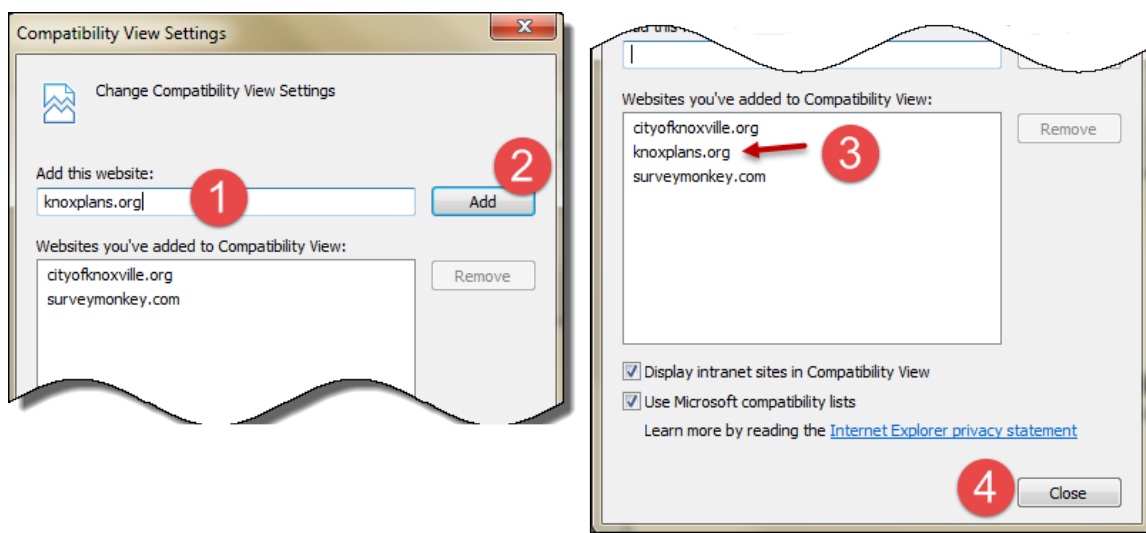 Compatibility View Settings
x
Change Compatibility View Settings
Add this website:
2
knoxplans.org
1
Add
Websites you've added to Compatibility View:
cityofknoxville.org
Remove
surveymonkey.com
Websites you've added to Compatibility View:
cityofknoxville.org
Remove
knoxplans.org
3
surveymonkey.com
Display intranet sites in Compatibility View
Use Microsoft compatibility lists
Learn more by reading the Internet Explorer privacy statement
4
Close